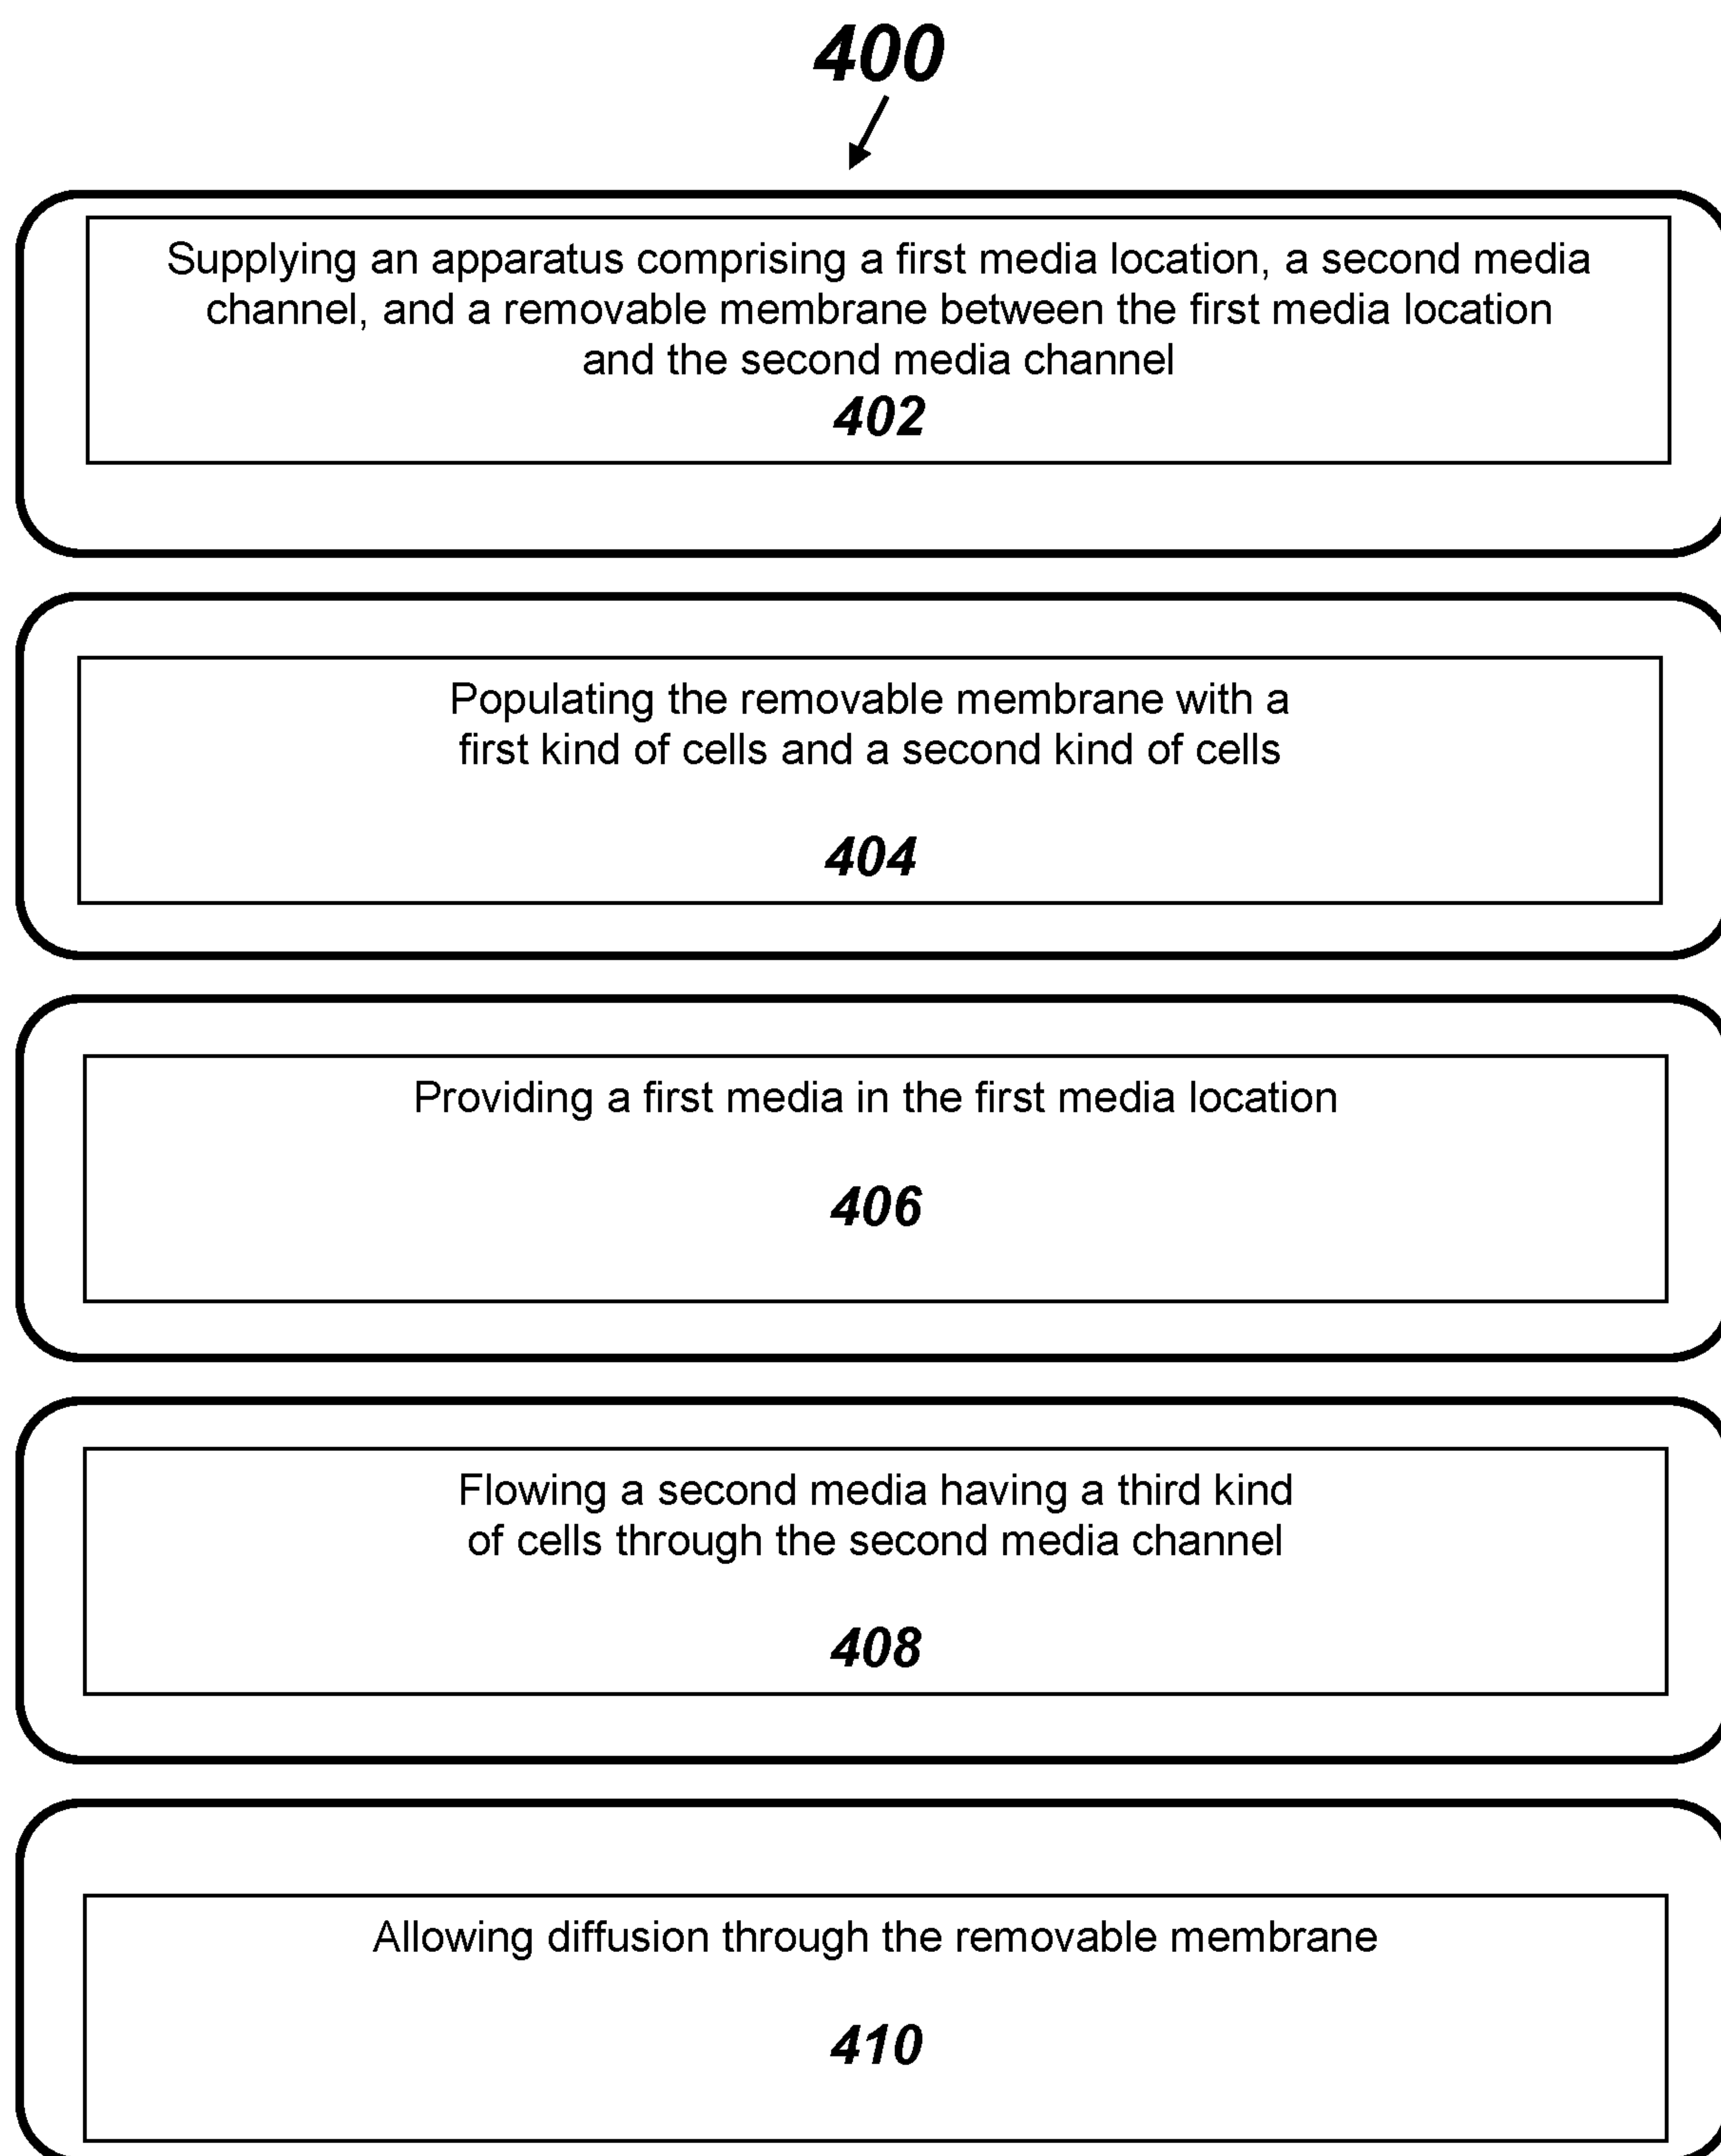 400
Supplying an apparatus comprising a first media location, a second media
channel, and a removable membrane between the first media location
and the second media channel
402
Populating the removable membrane with a
first kind of cells and a second kind of cells
404
Providing a first media in the first media location
406
Flowing a second media having a third kind
of cells through the second media channel
408
Allowing diffusion through the removable membrane
410